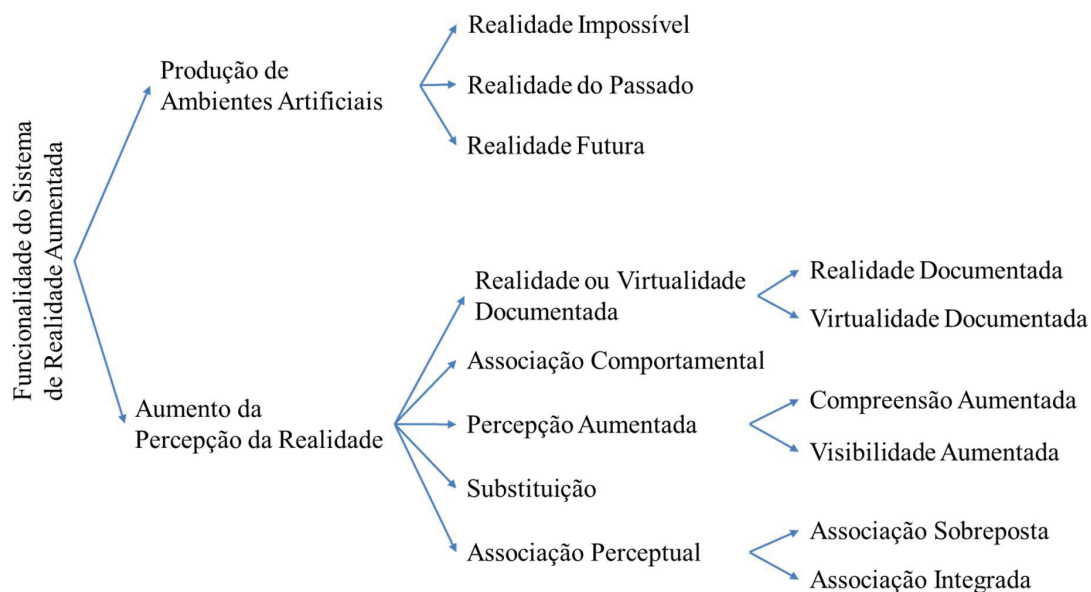 Funcionalidade do Sistema
de Realidade Aumentada
Produção de
Ambientes Artificiais
Realidade Impossível
Realidade do Passado
Realidade Futura
Aumento da
Percepção da Realidade
Realidade ou Virtualidade
Documentada
Realidade Documentada
Virtualidade Documentada
Associação Comportamental
Percepção Aumentada
Compreensão Aumentada
Visibilidade Aumentada
Substituição
Associação Perceptual
Associação Sobreposta
Associação Integrada